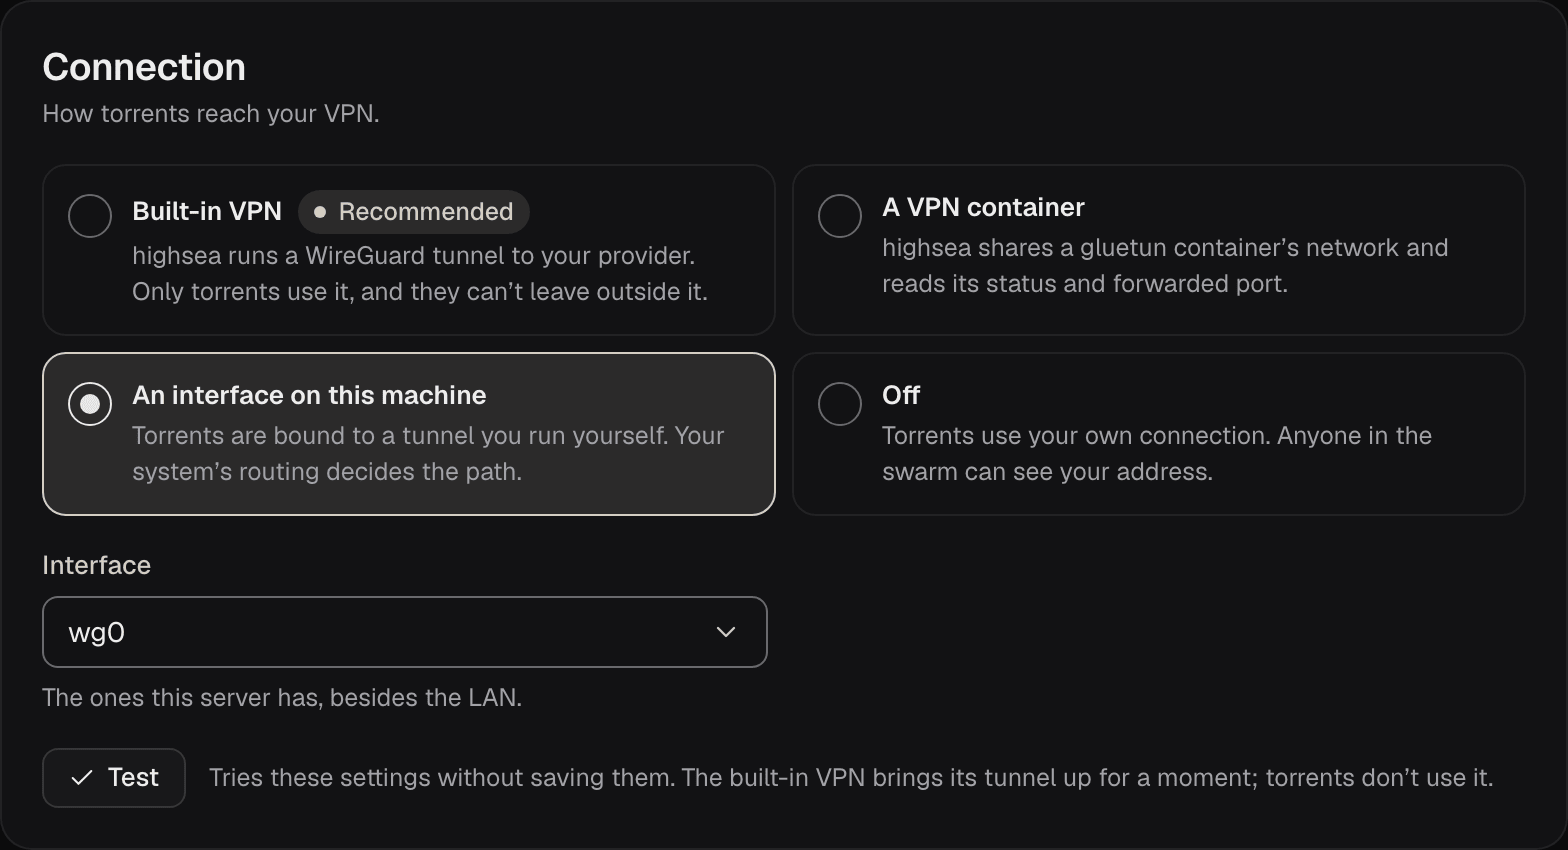 Connection
How torrents reach your VPN.
Built-in VPN
Recommended
highsea runs a WireGuard tunnel to your provider.
Only torrents use it, and they can’t leave outside it.
A VPN container
highsea shares a gluetun container’s network and
reads its status and forwarded port.
An interface on this machine
Torrents are bound to a tunnel you run yourself. Your
system’s routing decides the path.
Off
Torrents use your own connection. Anyone in the
swarm can see your address.
Interface
wg0
The ones this server has, besides the LAN.
Test
Tries these settings without saving them. The built-in VPN brings its tunnel up for a moment; torrents don’t use it.